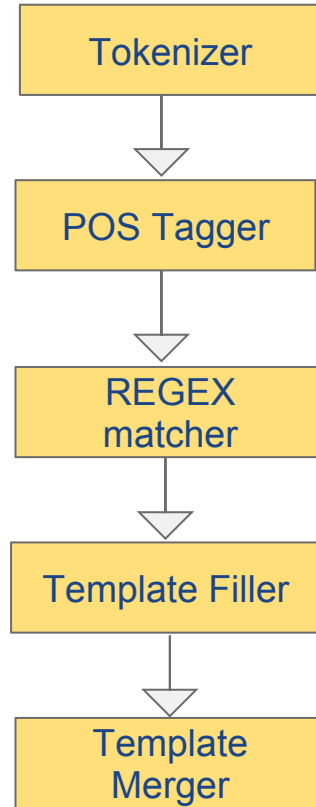 Tokenizer
POS Tagger
REGEX
matcher
Template Filler
Template
Merger